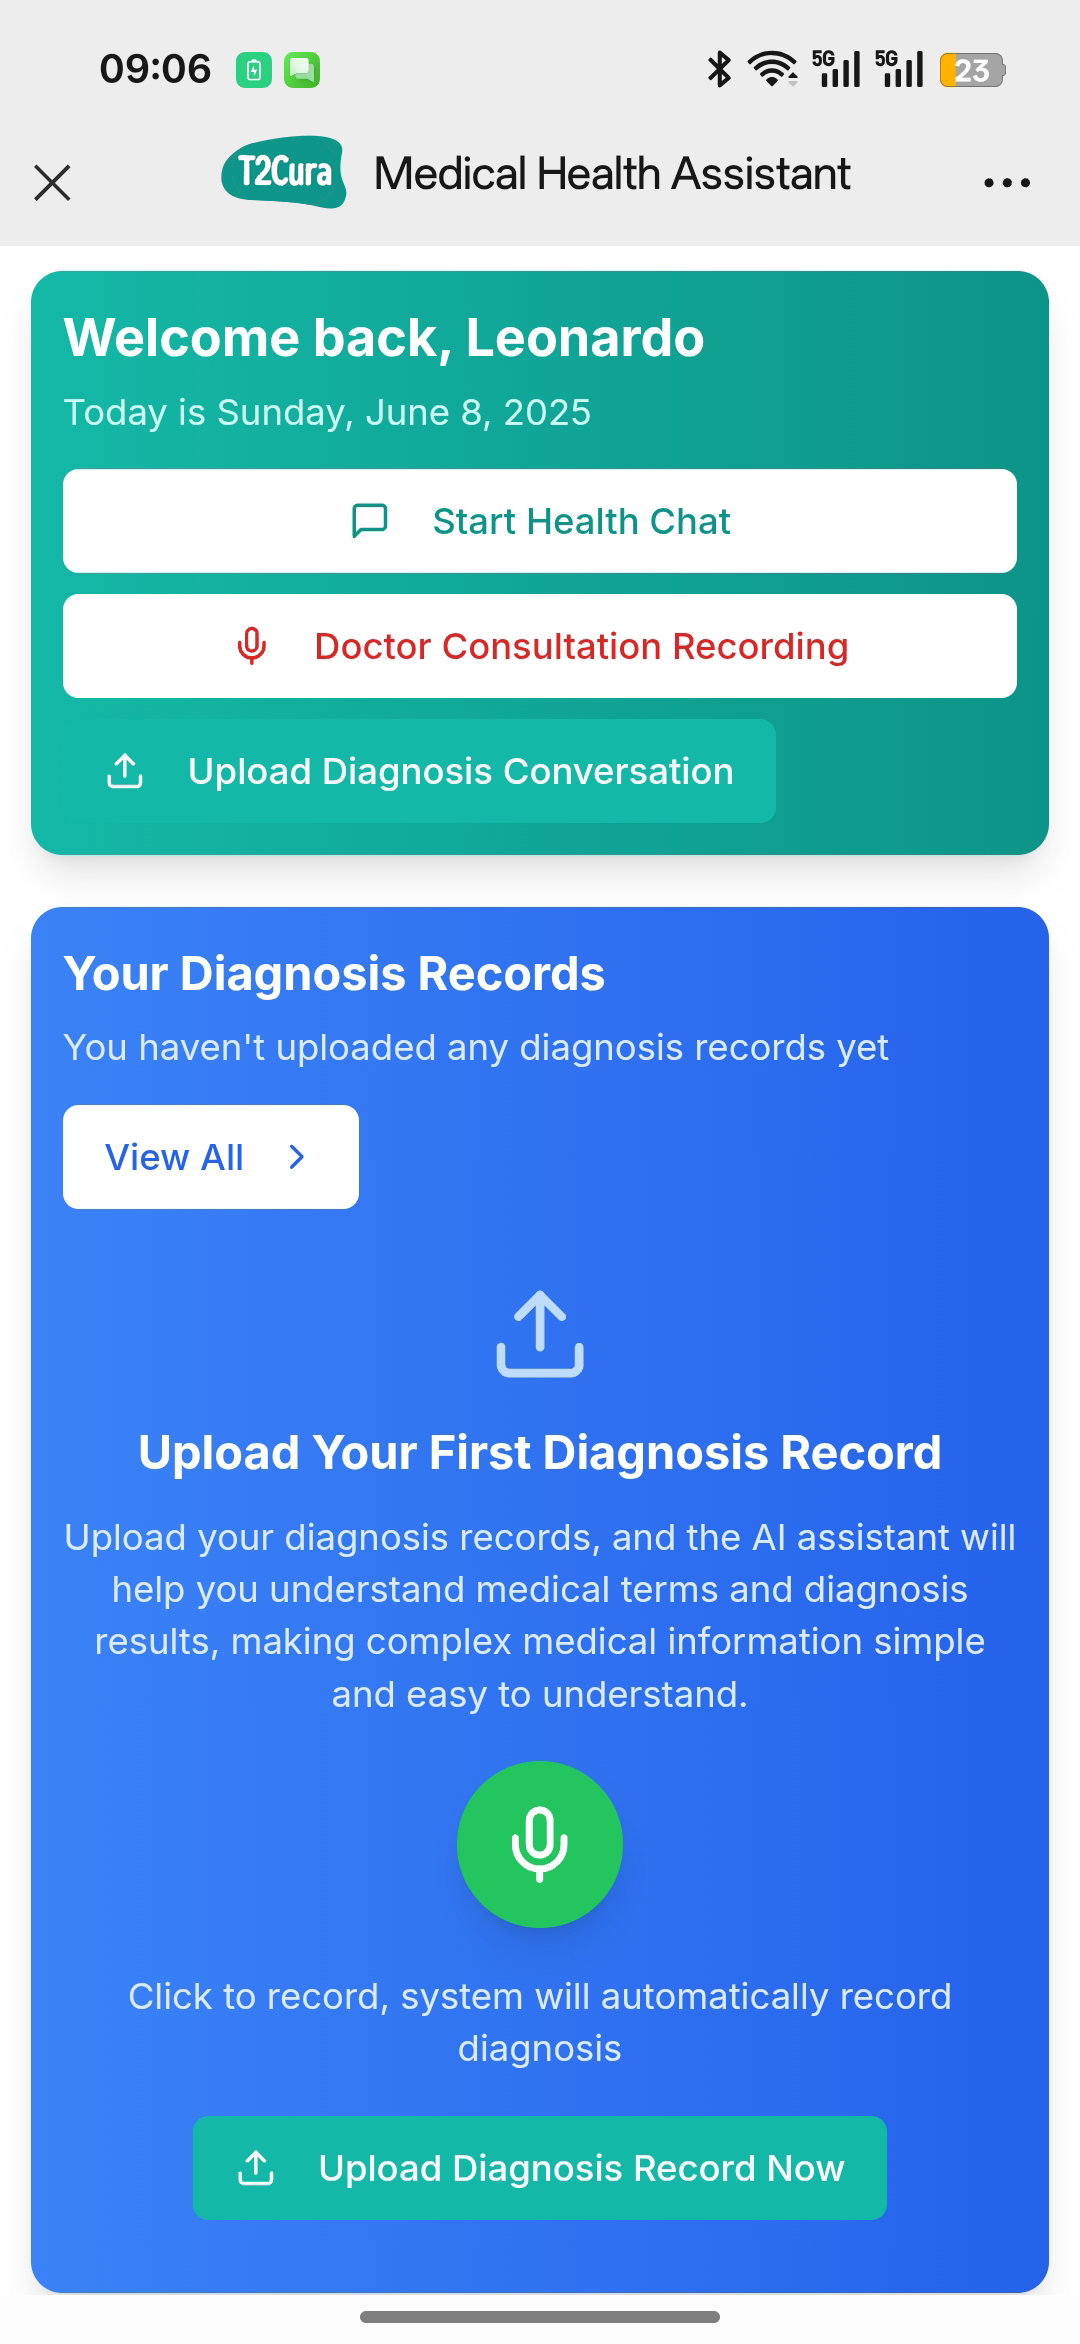 09:06
5G 5G 23
T2Cura Medical Health Assistant
Welcome back, Leonardo
Today is Sunday, June 8, 2025
Start Health Chat
Doctor Consultation Recording
Upload Diagnosis Conversation
Your Diagnosis Records
You haven't uploaded any diagnosis records yet
View All
Upload Your First Diagnosis Record
Upload your diagnosis records, and the AI assistant will
help you understand medical terms and diagnosis
results, making complex medical information simple
and easy to understand.
Click to record, system will automatically record
diagnosis
Upload Diagnosis Record Now